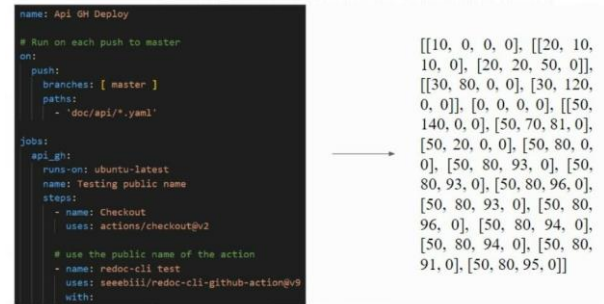 name: Api GH Deploy
# Run on each push to master
on:
push:
branches: [ master ]
paths:
- 'doc/api/*.yaml'
jobs:
api_gh:
runs-on: ubuntu-latest
name: Testing public name
steps:
- name: Checkout
uses: actions/checkout@v2
# use the public name of the action
- name: redoc-cli test
uses: seeebiii/redoc-cli-github-action@v9
with:
[[10, 0, 0, 0], [[20, 10,
10, 0], [20, 20, 50, 0]],
[[30, 80, 0, 0], [30, 120,
0, 0]], [0, 0, 0, 0], [[50,
140, 0, 0], [50, 70, 81, 0],
[50, 20, 0, 0], [50, 80, 0,
0], [50, 80, 93, 0], [50,
80, 93, 0], [50, 80, 96, 0],
[50, 80, 93, 0], [50, 80,
96, 0], [50, 80, 94, 0],
[50, 80, 94, 0], [50, 80,
91, 0], [50, 80, 95, 0]]